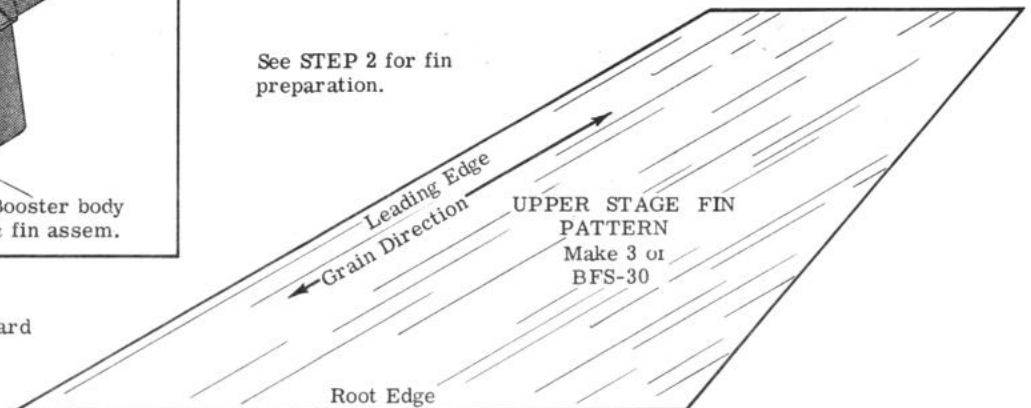 See STEP 2 for fin
preparation.
Leading Edge
Grain Direction
UPPER STAGE FIN
PATTERN
Make 3 of
BFS-30
Booster body
fin assem.
Root Edge